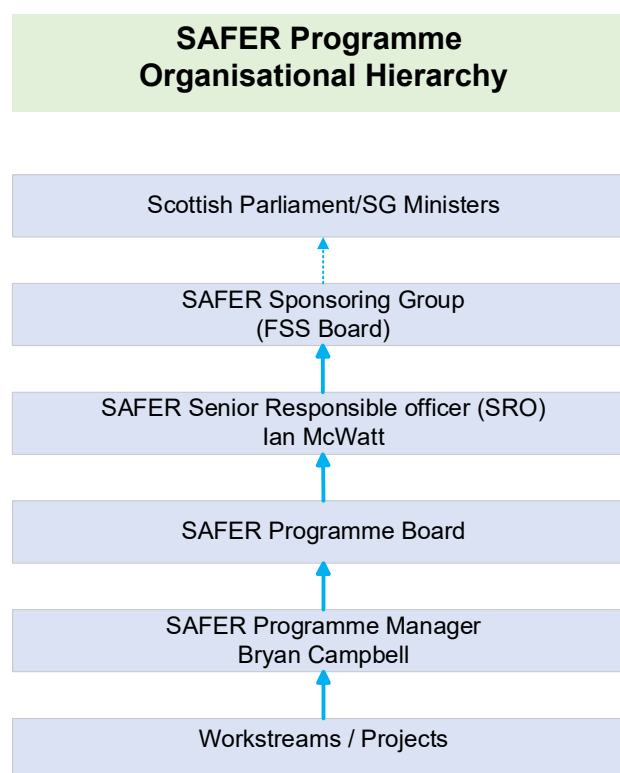 SAFER Programme
Organisational Hierarchy
Scottish Parliament/SG Ministers
SAFER Sponsoring Group
(FSS Board)
SAFER Senior Responsible officer (SRO)
Ian McWatt
SAFER Programme Board
SAFER Programme Manager
Bryan Campbell
Workstreams / Projects